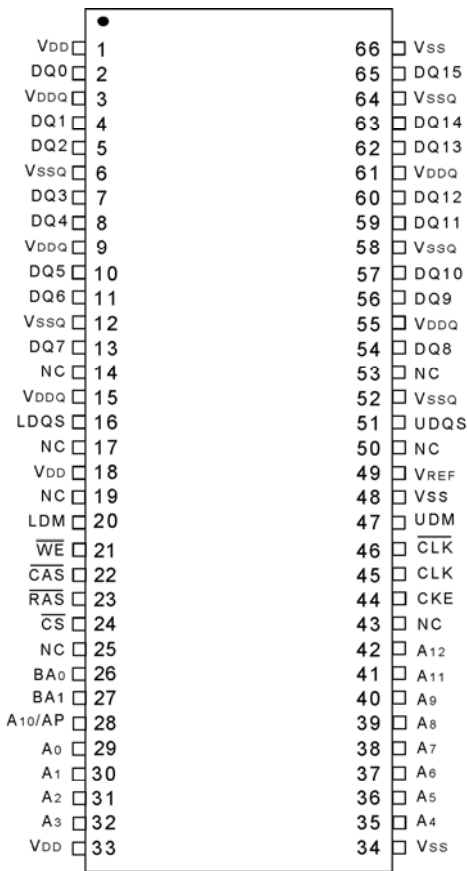 VDD 1 66 VSS
DQ0 2 65 DQ15
VDDQ 3 64 VSSQ
DQ1 4 63 DQ14
DQ2 5 62 DQ13
VSSQ 6 61 VDDQ
DQ3 7 60 DQ12
DQ4 8 59 DQ11
VDDQ 9 58 VSSQ
DQ5 10 57 DQ10
DQ6 11 56 DQ9
VSSQ 12 55 VDDQ
DQ7 13 54 DQ8
NC 14 53 NC
VDDQ 15 52 VSSQ
LDQS 16 51 UDQS
NC 17 50 NC
VDD 18 49 VREF
NC 19 48 VSS
LDM 20 47 UDM
W̅E̅ 21 46 C̅L̅K̅
C̅A̅S̅ 22 45 CLK
R̅A̅S̅ 23 44 CKE
C̅S̅ 24 43 NC
NC 25 42 A12
BA0 26 41 A11
BA1 27 40 A9
A10/AP 28 39 A8
A0 29 38 A7
A1 30 37 A6
A2 31 36 A5
A3 32 35 A4
VDD 33 34 VSS